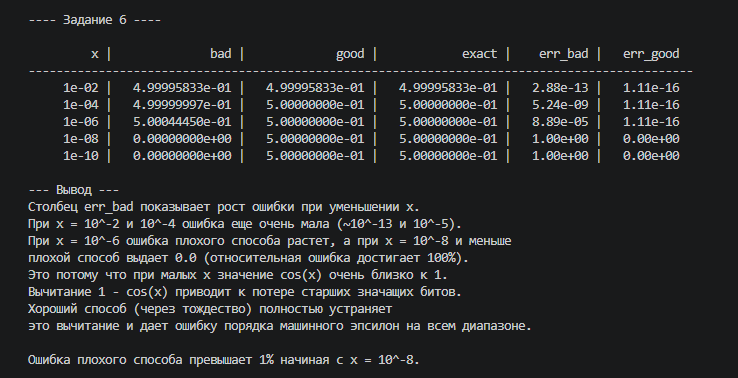 ---- Задание 6 ----
x | bad | good | exact | err_bad | err_good
-----------------------------------------------------------------------------------------
1e-02 | 4.99995833e-01 | 4.99995833e-01 | 4.99995833e-01 | 2.88e-13 | 1.11e-16
1e-04 | 4.99999997e-01 | 5.00000000e-01 | 5.00000000e-01 | 5.24e-09 | 1.11e-16
1e-06 | 5.00044450e-01 | 5.00000000e-01 | 5.00000000e-01 | 8.89e-05 | 1.11e-16
1e-08 | 0.00000000e+00 | 5.00000000e-01 | 5.00000000e-01 | 1.00e+00 | 0.00e+00
1e-10 | 0.00000000e+00 | 5.00000000e-01 | 5.00000000e-01 | 1.00e+00 | 0.00e+00
--- Вывод ---
Столбец err_bad показывает рост ошибки при уменьшении x.
При x = 10^-2 и 10^-4 ошибка еще очень мала (~10^-13 и 10^-5).
При x = 10^-6 ошибка плохого способа растет, а при x = 10^-8 и меньше
плохой способ выдает 0.0 (относительная ошибка достигает 100%).
Это потому что при малых x значение cos(x) очень близко к 1.
Вычитание 1 - cos(x) приводит к потере старших значащих битов.
Хороший способ (через тождество) полностью устраняет
это вычитание и дает ошибку порядка машинного эпсилон на всем диапазоне.
Ошибка плохого способа превышает 1% начиная с x = 10^-8.